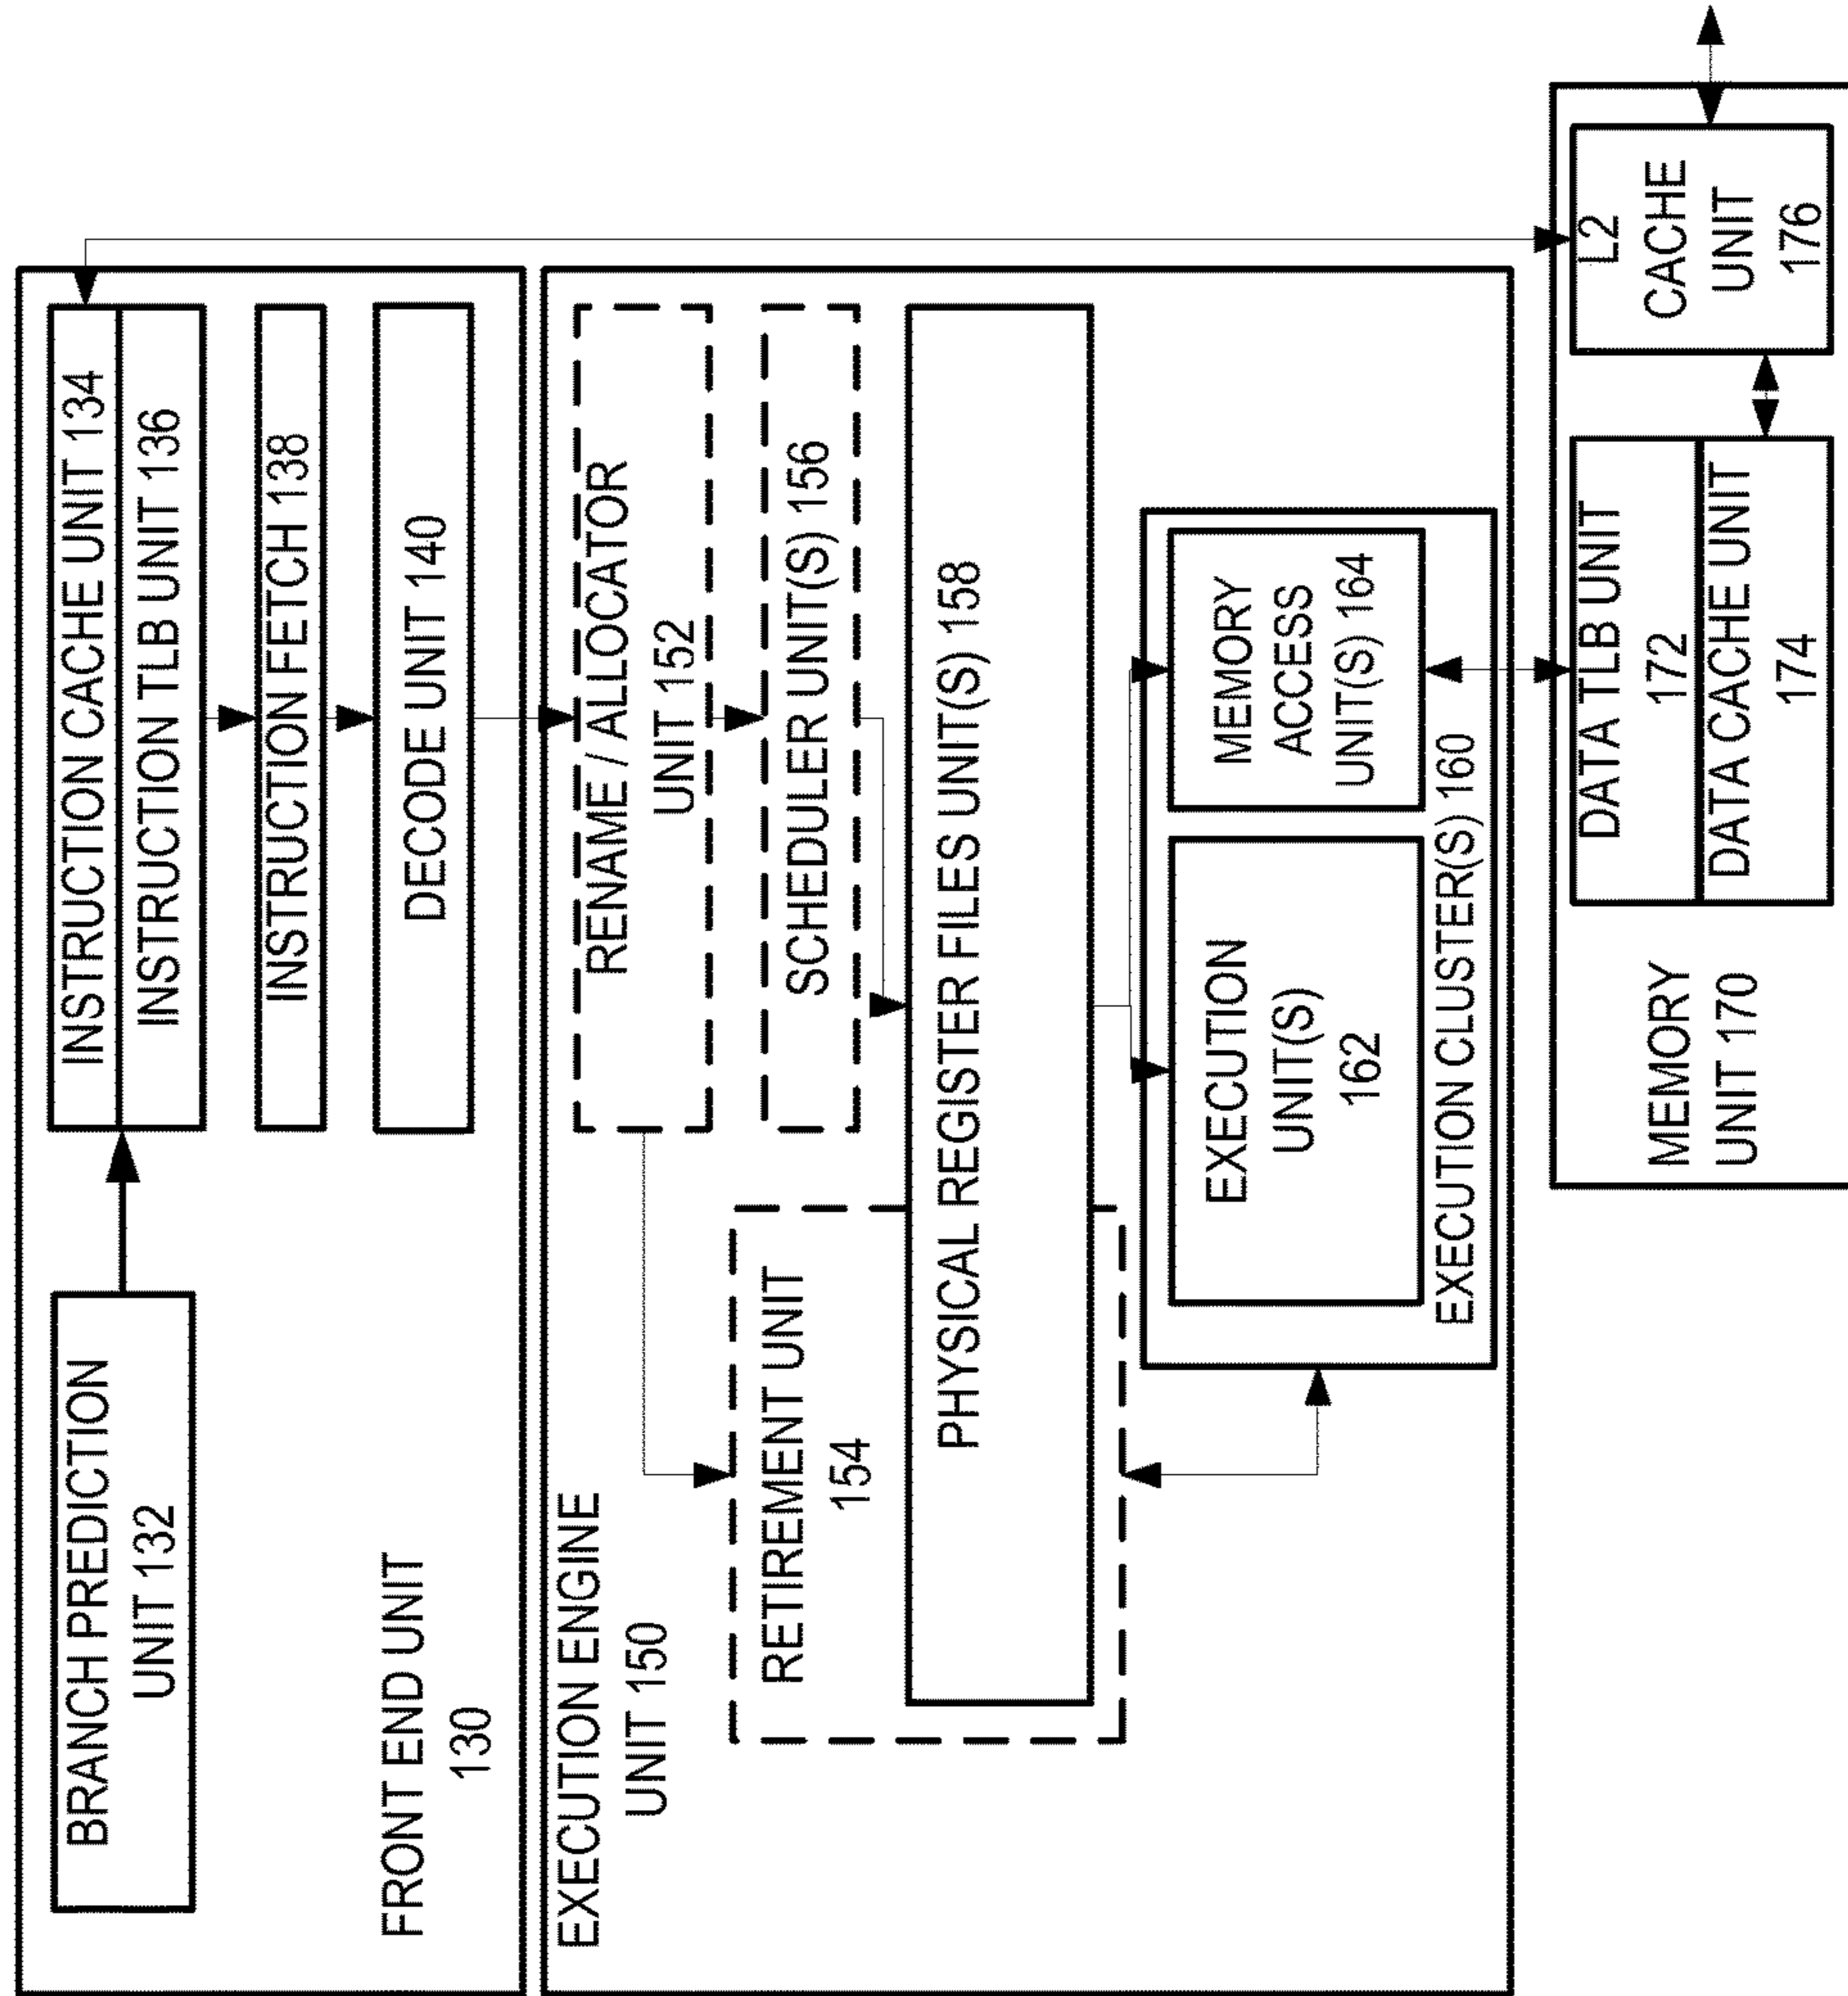 BRANCH PREDICTION
UNIT 132
INSTRUCTION CACHE UNIT 134
INSTRUCTION TLB UNIT 136
INSTRUCTION FETCH 138
DECODE UNIT 140
FRONT END UNIT
130
EXECUTION ENGINE
UNIT 150
RENAME / ALLOCATOR
UNIT 152
RETIREMENT UNIT
154
SCHEDULER UNIT(S) 156
PHYSICAL REGISTER FILES UNIT(S) 158
EXECUTION
UNIT(S)
162
MEMORY
ACCESS
UNIT(S) 164
EXECUTION CLUSTER(S) 160
MEMORY
UNIT 170
DATA TLB UNIT
172
DATA CACHE UNIT
174
L2
CACHE
UNIT
176